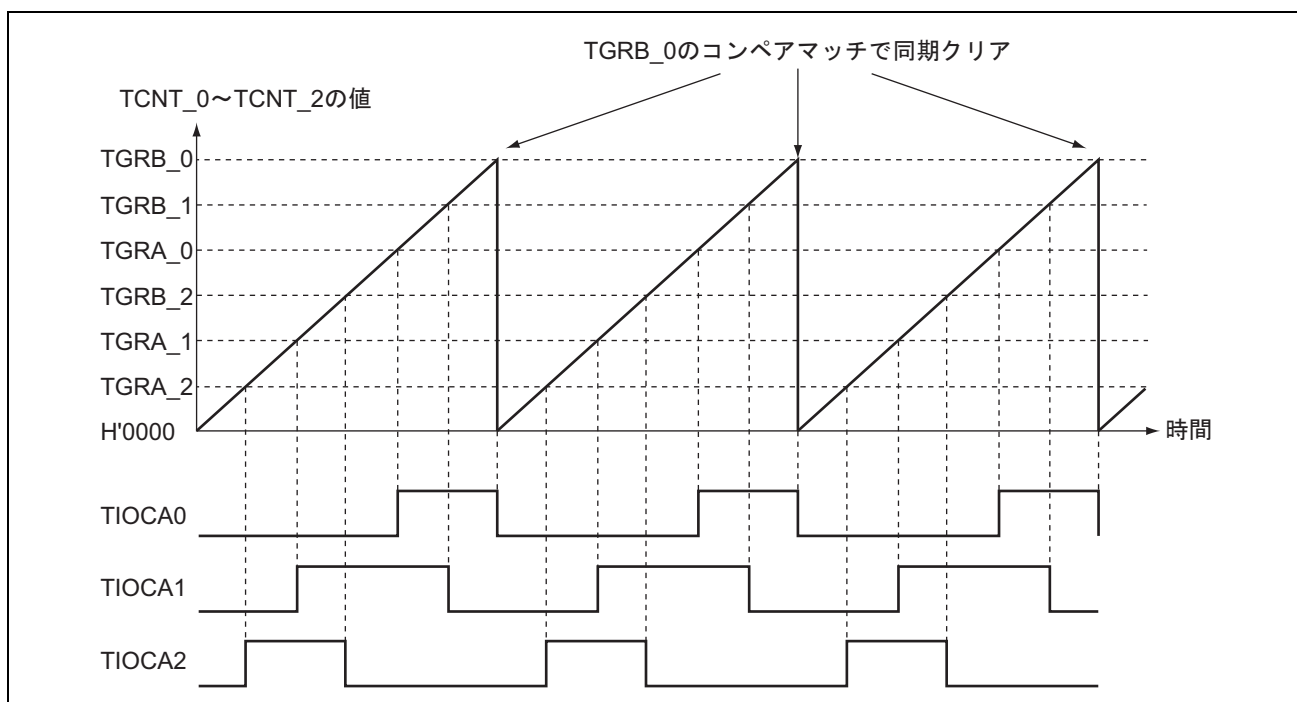 TGRB_0のコンペアマッチで同期クリア
TCNT_0~TCNT_2の値
TGRB_0
TGRB_1
TGRA_0
TGRB_2
TGRA_1
TGRA_2
H'0000
時間
TIOCA0
TIOCA1
TIOCA2